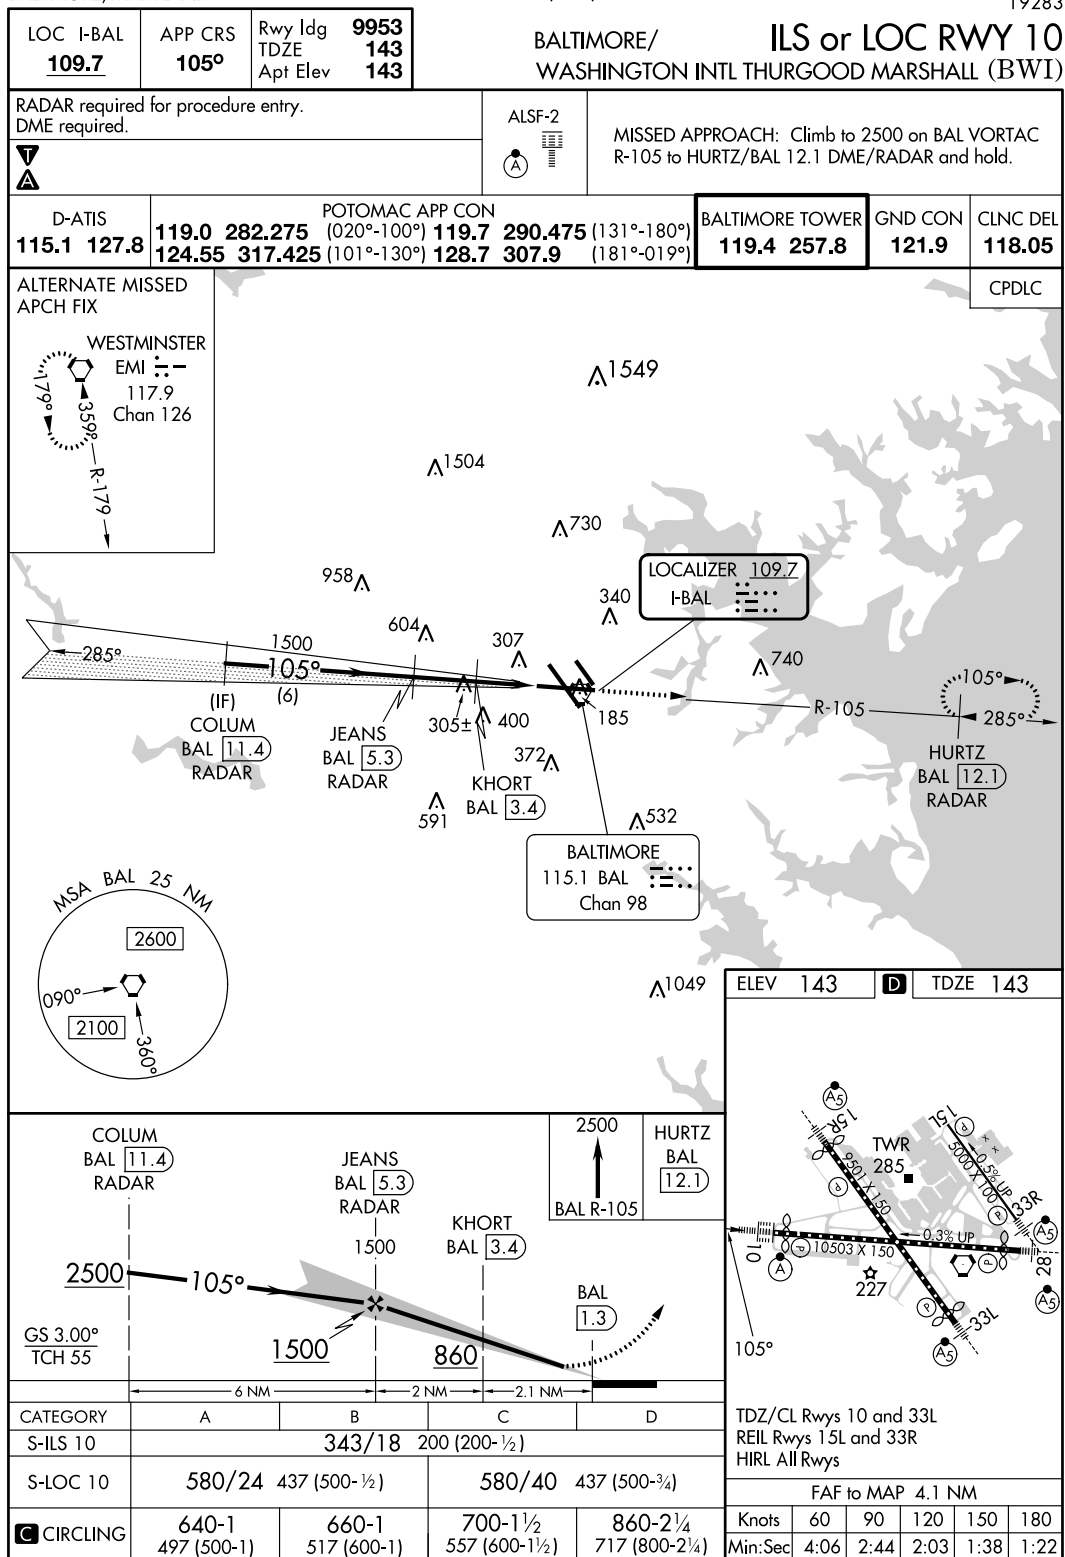 19283
LOC I-BAL
109.7
APP CRS
105°
Rwy ldg 9953
TDZE 143
Apt Elev 143
BALTIMORE/
WASHINGTON INTL THURGOOD MARSHALL (BWI)
ILS or LOC RWY 10
RADAR required for procedure entry.
DME required.
T
A
ALSF-2
A
MISSED APPROACH: Climb to 2500 on BAL VORTAC
R-105 to HURTZ/BAL 12.1 DME/RADAR and hold.
D-ATIS
115.1 127.8
POTOMAC APP CON
119.0 282.275 (020°-100°) 119.7 290.475 (131°-180°)
124.55 317.425 (101°-130°) 128.7 307.9 (181°-019°)
BALTIMORE TOWER
119.4 257.8
GND CON
121.9
CLNC DEL
118.05
CPDLC
ALTERNATE MISSED
APCH FIX
WESTMINSTER
EMI
117.9
Chan 126
179°
359°
R-179
1549
1504
730
958
604
307
340
LOCALIZER 109.7
I-BAL
740
285°
1500
105°
(6)
(IF)
COLUM
BAL 11.4
RADAR
JEANS
BAL 5.3
RADAR
305±
400
KHORT
BAL 3.4
372
591
185
532
R-105
105°
285°
HURTZ
BAL 12.1
RADAR
BALTIMORE
115.1 BAL
Chan 98
1049
MSA BAL 25 NM
2600
090°
2100
360°
ELEV 143
D
TDZE 143
A5
15R
15L
P
TWR
285
9501 X 150
5000 X 100
0.5% UP
P
P
33R
A5
10
P
10503 X 150
0.3% UP
P
28
A
227
P
33L
A5
A5
105°
TDZ/CL Rwys 10 and 33L
REIL Rwys 15L and 33R
HIRL All Rwys
FAF to MAP 4.1 NM
Knots 60 90 120 150 180
Min:Sec 4:06 2:44 2:03 1:38 1:22
COLUM
BAL 11.4
RADAR
JEANS
BAL 5.3
RADAR
KHORT
BAL 3.4
2500
BAL R-105
HURTZ
BAL
12.1
1500
2500
105°
BAL
1.3
GS 3.00°
TCH 55
1500
860
6 NM
2 NM
2.1 NM
CATEGORY A B C D
S-ILS 10 343/18 200 (200-½)
S-LOC 10 580/24 437 (500-½) 580/40 437 (500-¾)
C CIRCLING
640-1
497 (500-1)
660-1
517 (600-1)
700-1½
557 (600-1½)
860-2¼
717 (800-2¼)